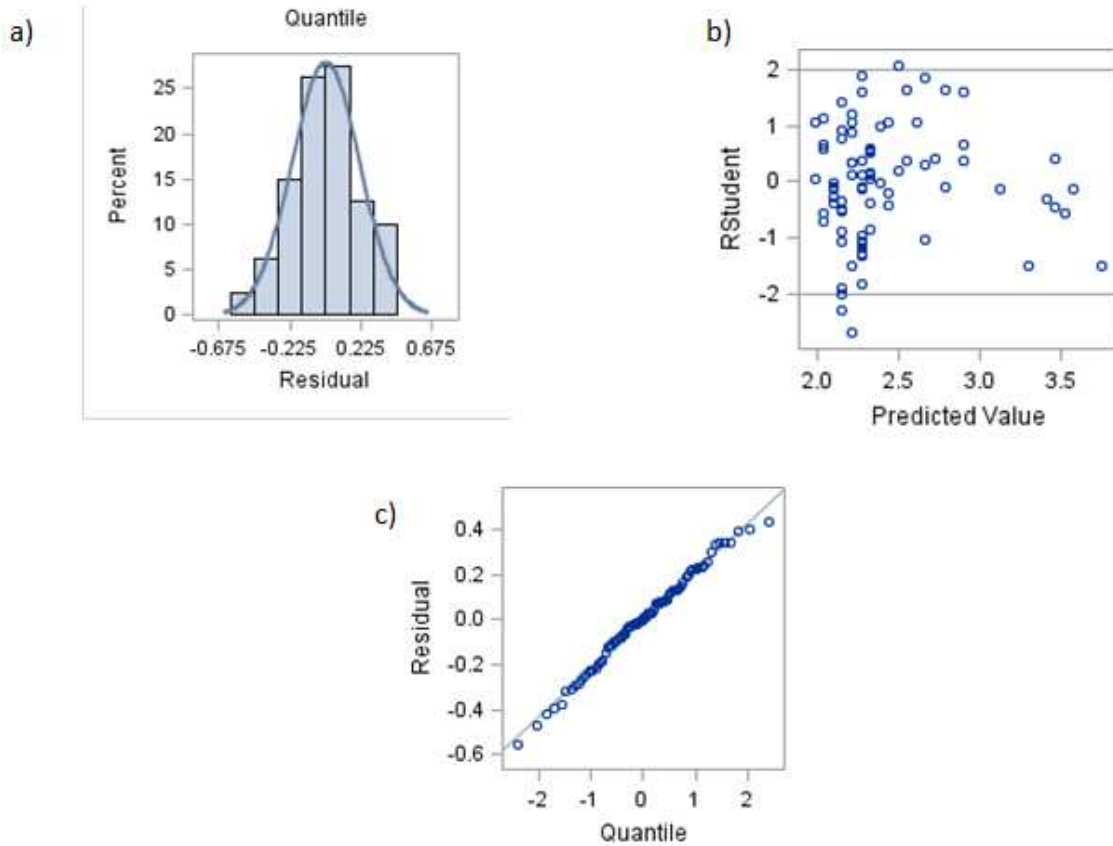 a)
Quantile
Percent
25
20
15
10
5
0
-0.675 -0.225 0.225 0.675
Residual
b)
RStudent
2
1
0
-1
-2
2.0 2.5 3.0 3.5
Predicted Value
c)
Residual
0.4
0.2
0.0
-0.2
-0.4
-0.6
-2 -1 0 1 2
Quantile